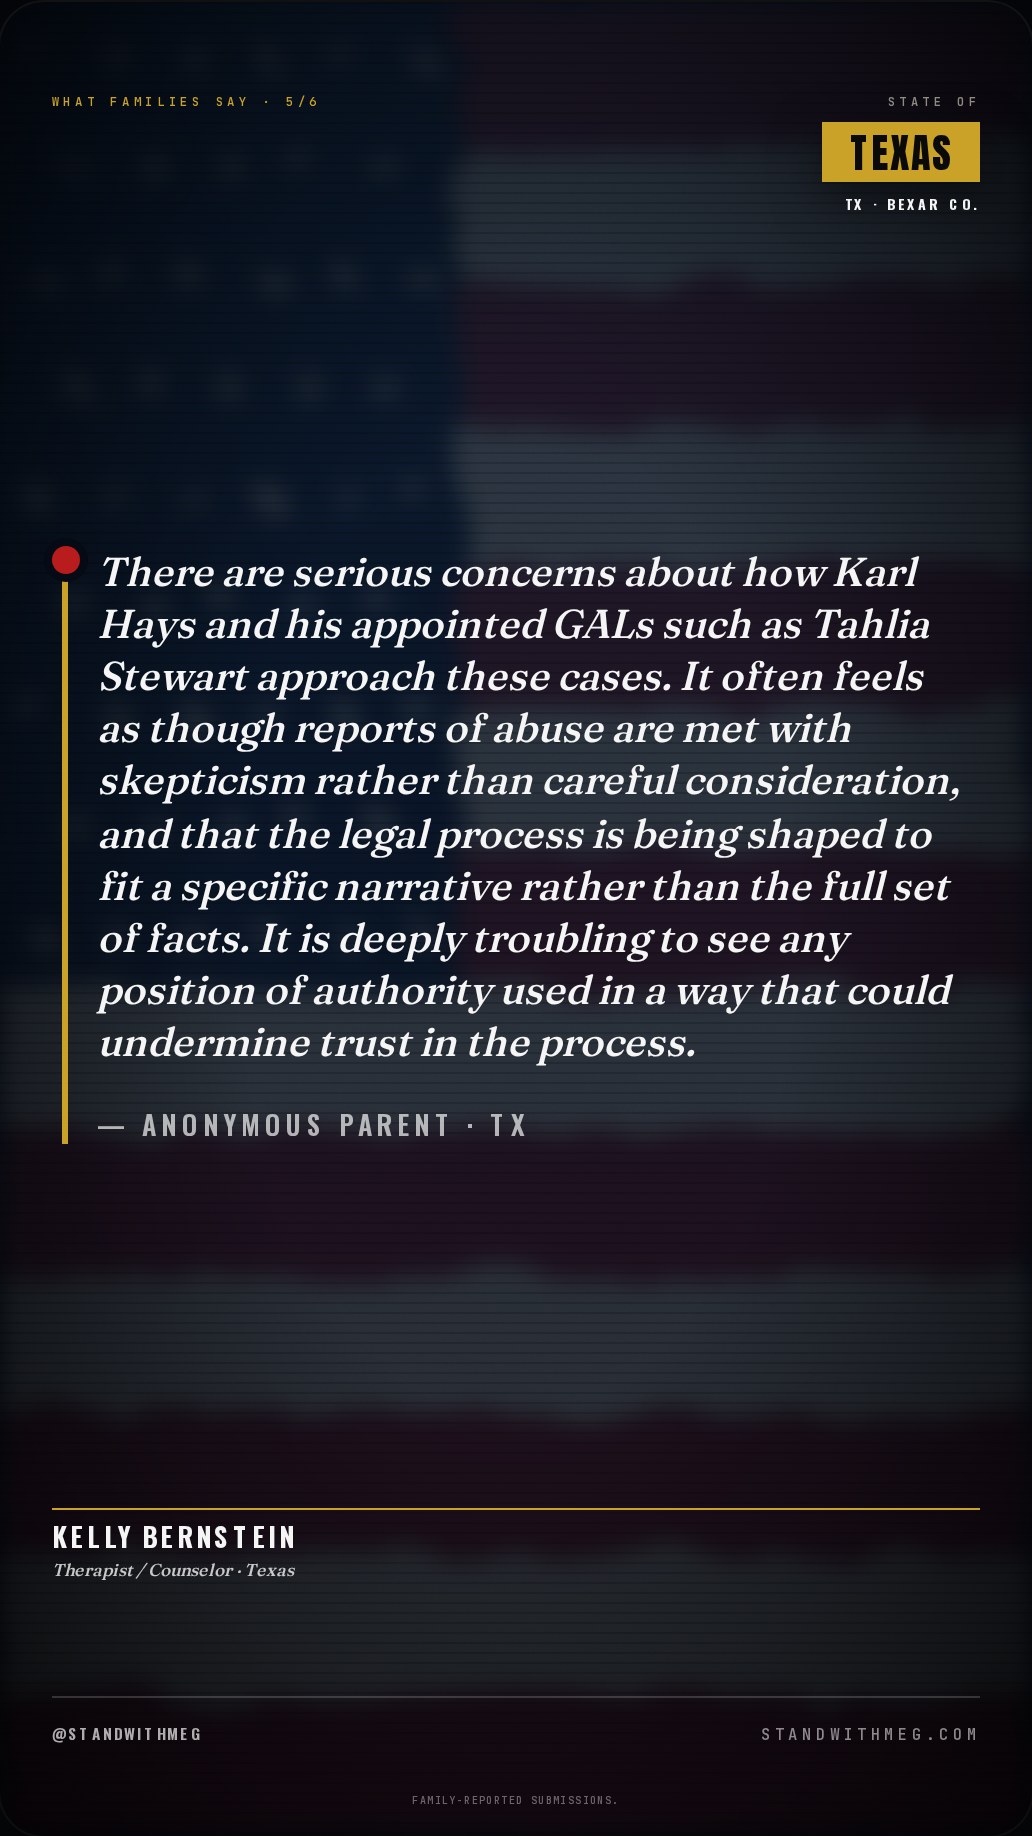 WHAT FAMILIES SAY · 5/6
STATE OF
TEXAS
TX · BEXAR CO.
There are serious concerns about how Karl
Hays and his appointed GALs such as Tahlia
Stewart approach these cases. It often feels
as though reports of abuse are met with
skepticism rather than careful consideration,
and that the legal process is being shaped to
fit a specific narrative rather than the full set
of facts. It is deeply troubling to see any
position of authority used in a way that could
undermine trust in the process.
— ANONYMOUS PARENT · TX
KELLY BERNSTEIN
Therapist / Counselor · Texas
@STANDWITHMEG
STANDWITHMEG.COM
FAMILY-REPORTED SUBMISSIONS.